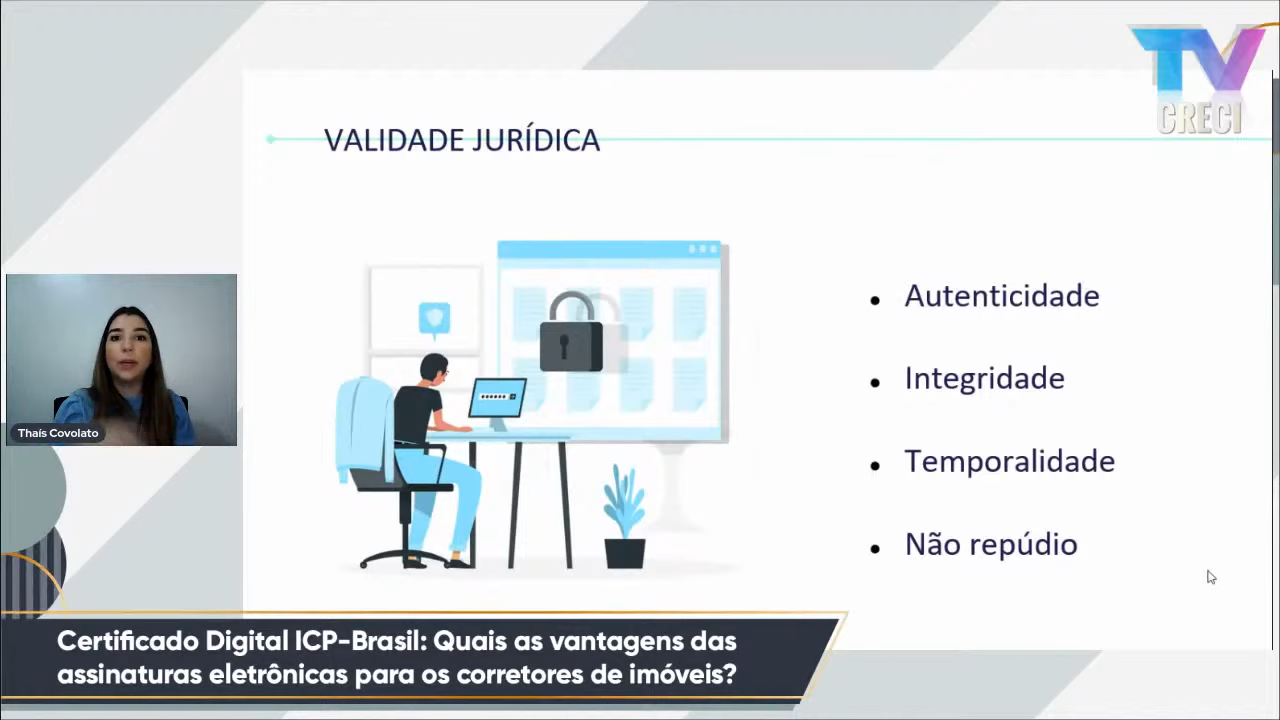 TV
CRECI
VALIDADE JURÍDICA
Autenticidade
Integridade
Temporalidade
Não repúdio
Thaís Covolato
Certificado Digital ICP-Brasil: Quais as vantagens das
assinaturas eletrônicas para os corretores de imóveis?